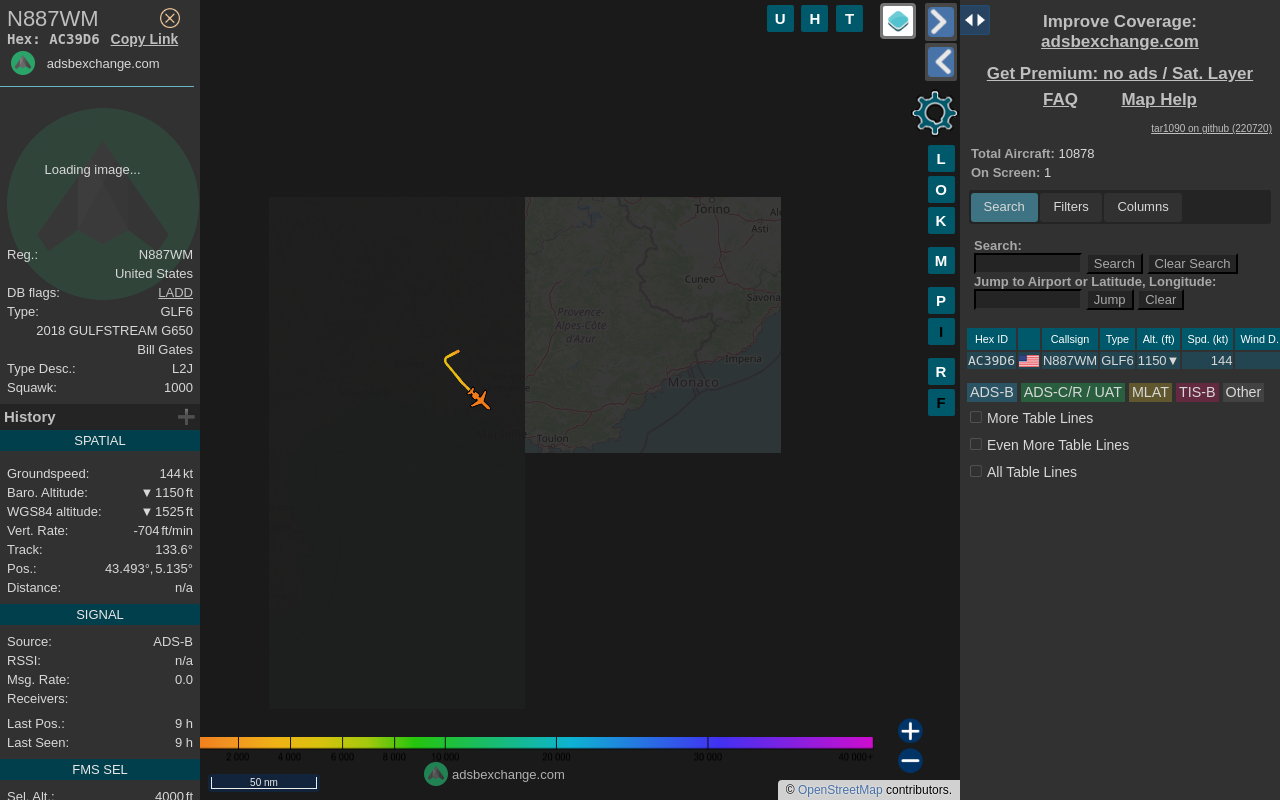 N887WM
Hex: AC39D6 Copy Link
adsbexchange.com
Loading image...
Reg.: N887WM
United States
DB flags: LADD
Type: GLF6
2018 GULFSTREAM G650
Bill Gates
Type Desc.: L2J
Squawk: 1000
History
SPATIAL
Groundspeed: 144 kt
Baro. Altitude: ▼ 1150 ft
WGS84 altitude: ▼ 1525 ft
Vert. Rate: -704 ft/min
Track: 133.6°
Pos.: 43.493°, 5.135°
Distance: n/a
SIGNAL
Source: ADS-B
RSSI: n/a
Msg. Rate: 0.0
Receivers:
Last Pos.: 9 h
Last Seen: 9 h
FMS SEL
Sel. Alt.: 4000 ft
U H T
L
O
K
M
P
I
R
F
Torino
Asti
Cuneo
Savona
Provence-
Alpes-Côte
d'Azur
Imperia
Monaco
Toulon
2 000 4 000 6 000 8 000 10 000 20 000 30 000 40 000+
adsbexchange.com
50 nm
© OpenStreetMap contributors.
Improve Coverage:
adsbexchange.com
Get Premium: no ads / Sat. Layer
FAQ Map Help
tar1090 on github (220720)
Total Aircraft: 10878
On Screen: 1
Search Filters Columns
Search:
Search Clear Search
Jump to Airport or Latitude, Longitude:
Jump Clear
Hex ID Callsign Type Alt. (ft) Spd. (kt) Wind D.
AC39D6 N887WM GLF6 1150▼ 144
ADS-B ADS-C/R / UAT MLAT TIS-B Other
More Table Lines
Even More Table Lines
All Table Lines